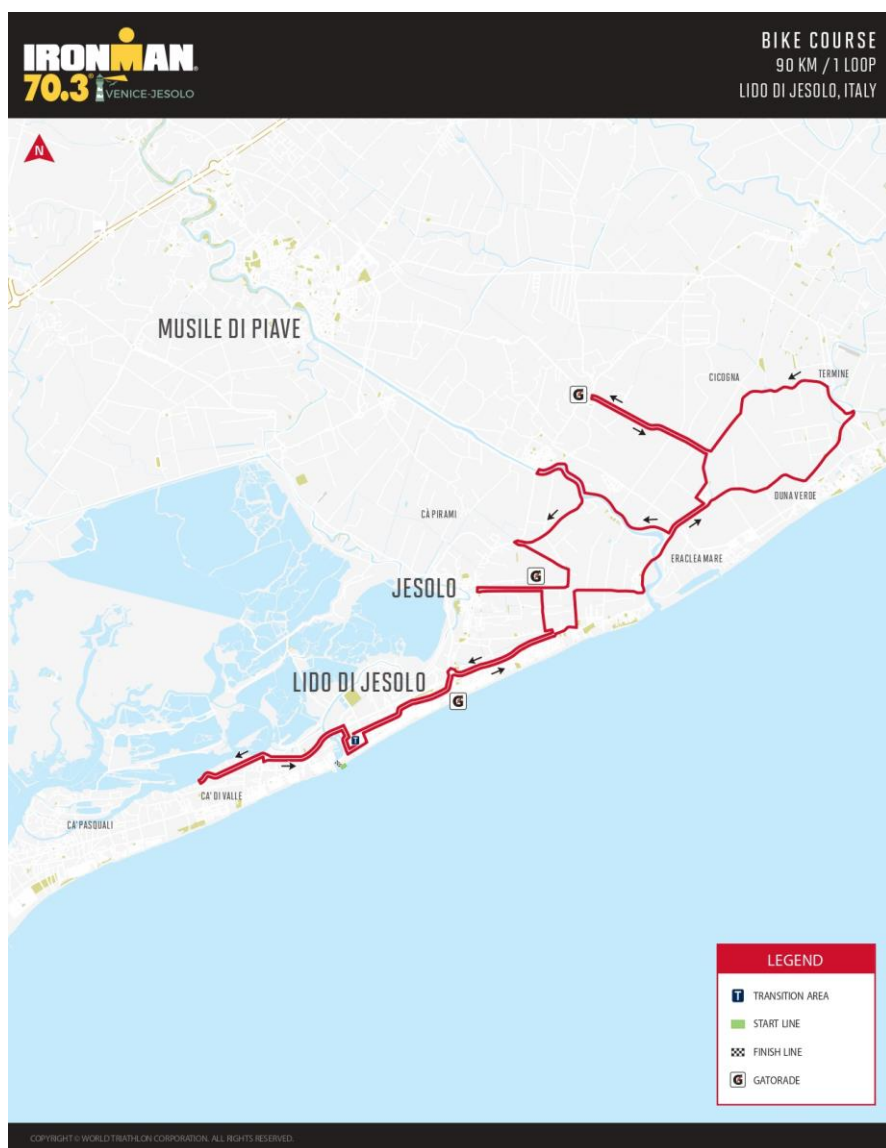 IRONMAN®
70.3® VENICE-JESOLO
BIKE COURSE
90 KM / 1 LOOP
LIDO DI JESOLO, ITALY
N
MUSILE DI PIAVE
CICOGNA
TERMINE
G
DUNA VERDE
CÀ PIRAMI
ERACLEA MARE
G
JESOLO
LIDO DI JESOLO
G
T
CA' DI VALLE
CA' PASQUALI
LEGEND
T TRANSITION AREA
START LINE
FINISH LINE
G GATORADE
COPYRIGHT © WORLD TRIATHLON CORPORATION. ALL RIGHTS RESERVED.